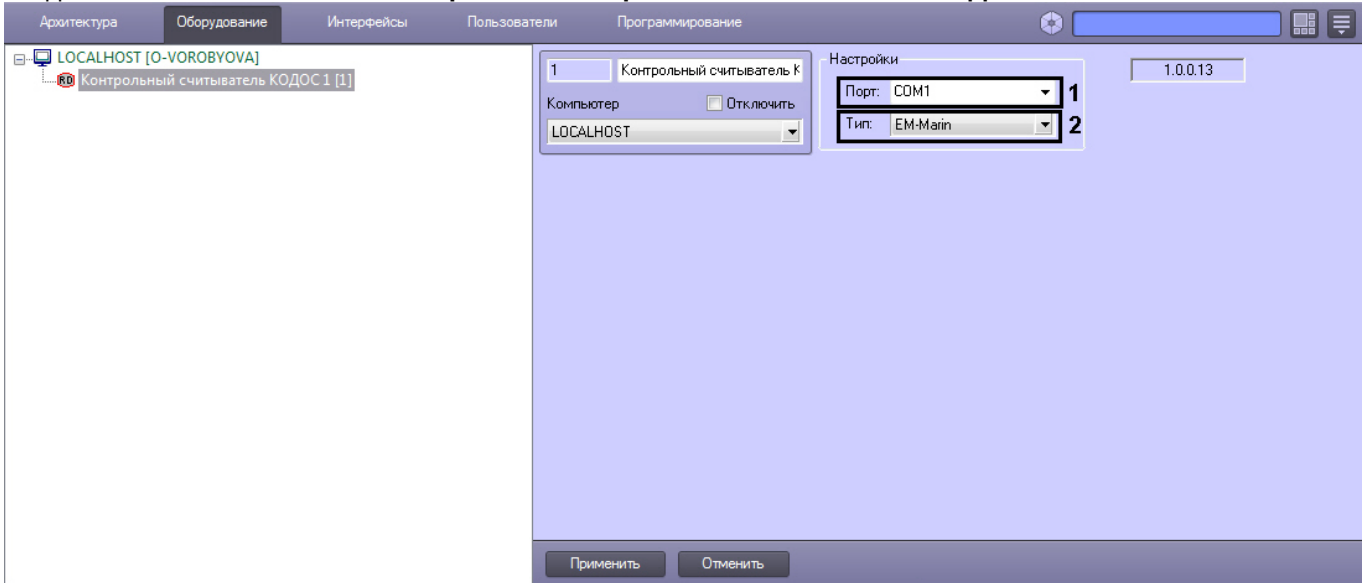 Архитектура Оборудование Интерфейсы Пользователи Программирование
LOCALHOST [O-VOROBYOVA]
RD Контрольный считыватель КОДОС 1 [1]
1 Контрольный считыватель К
Компьютер Отключить
LOCALHOST
Настройки
Порт: COM1 1
Тип: EM-Marin 2
1.0.0.13
Применить Отменить